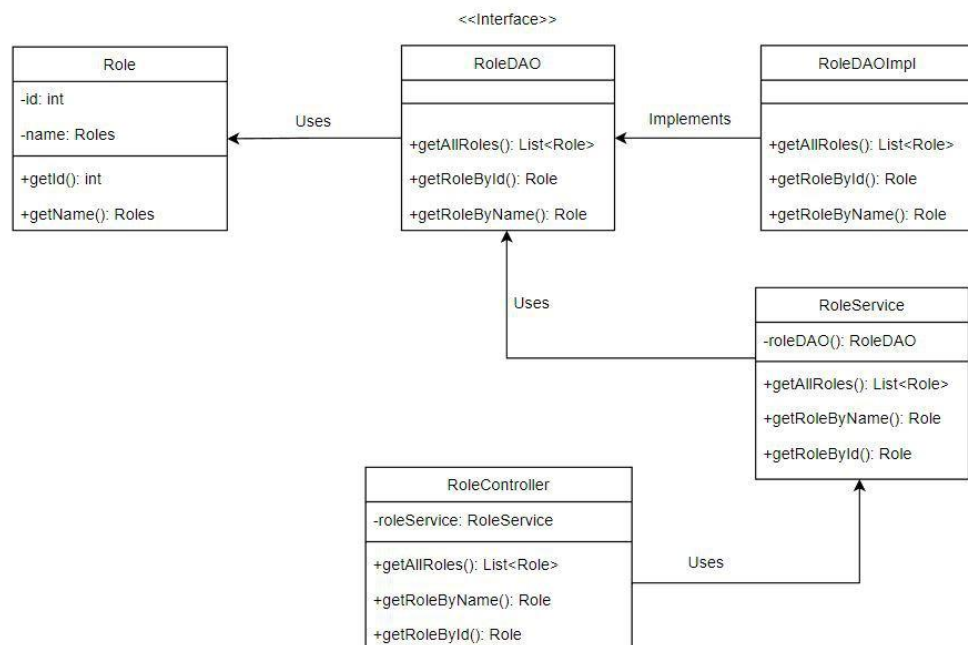 <<Interface>>
Role
-id: int
-name: Roles
+getId(): int
+getName(): Roles
Uses
RoleDAO
+getAllRoles(): List<Role>
+getRoleById(): Role
+getRoleByName(): Role
Implements
RoleDAOImpl
+getAllRoles(): List<Role>
+getRoleById(): Role
+getRoleByName(): Role
Uses
RoleService
-roleDAO(): RoleDAO
+getAllRoles(): List<Role>
+getRoleByName(): Role
+getRoleById(): Role
RoleController
-roleService: RoleService
+getAllRoles(): List<Role>
+getRoleByName(): Role
+getRoleById(): Role
Uses